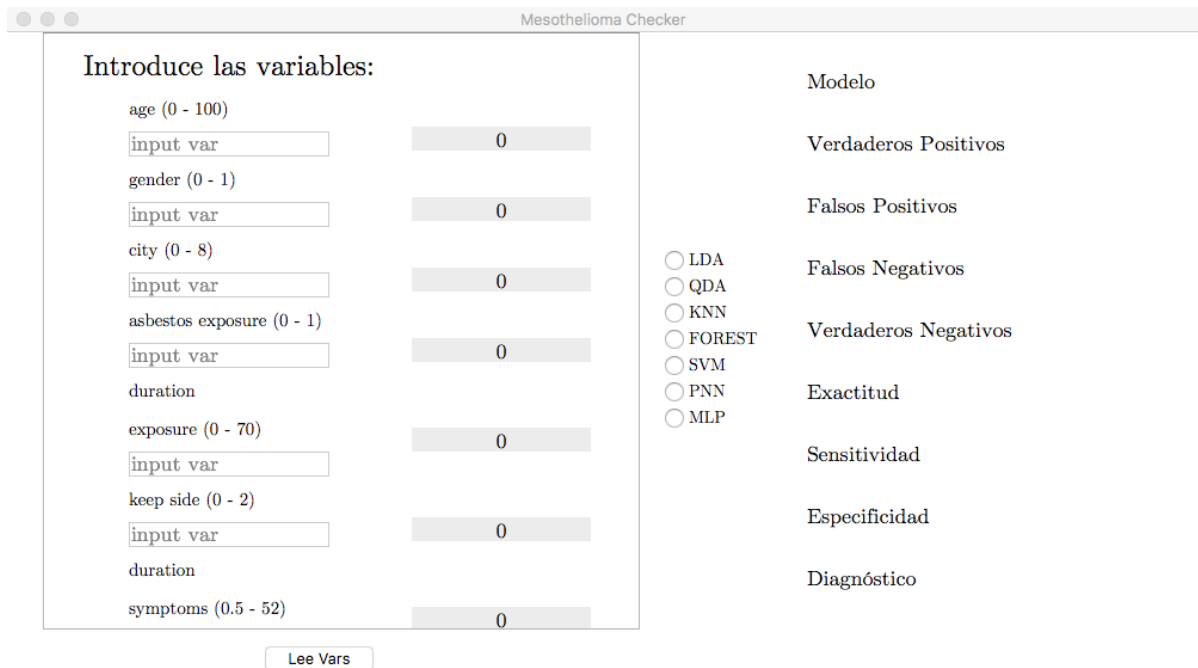 Mesothelioma Checker
Introduce las variables:
age (0 - 100)
input var
0
gender (0 - 1)
input var
0
city (0 - 8)
input var
0
asbestos exposure (0 - 1)
input var
0
duration
exposure (0 - 70)
input var
0
keep side (0 - 2)
input var
0
duration
symptoms (0.5 - 52)
0
Lee Vars
LDA
QDA
KNN
FOREST
SVM
PNN
MLP
Modelo
Verdaderos Positivos
Falsos Positivos
Falsos Negativos
Verdaderos Negativos
Exactitud
Sensitividad
Especificidad
Diagnóstico